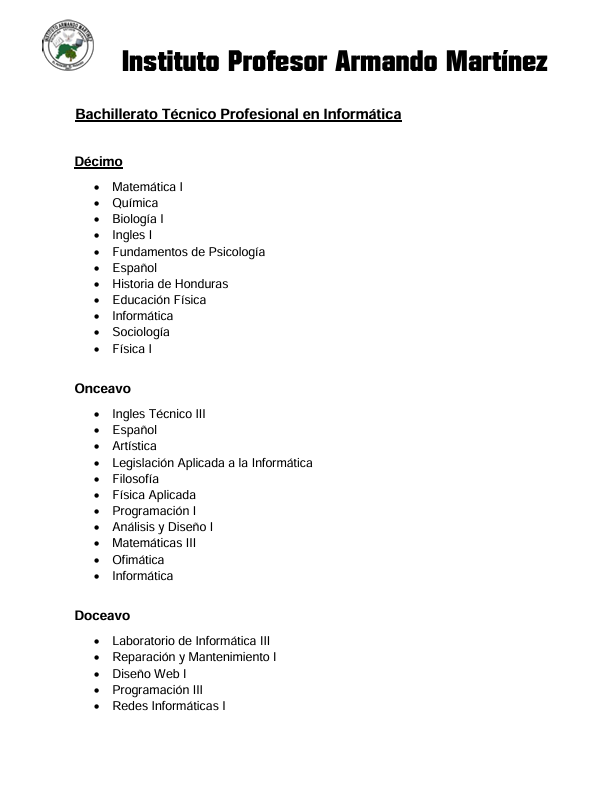 Instituto Profesor Armando Martínez
Bachillerato Técnico Profesional en Informática
Décimo
• Matemática I
• Química
• Biología I
• Ingles I
• Fundamentos de Psicología
• Español
• Historia de Honduras
• Educación Física
• Informática
• Sociología
• Física I
Onceavo
• Ingles Técnico III
• Español
• Artística
• Legislación Aplicada a la Informática
• Filosofía
• Física Aplicada
• Programación I
• Análisis y Diseño I
• Matemáticas III
• Ofimática
• Informática
Doceavo
• Laboratorio de Informática III
• Reparación y Mantenimiento I
• Diseño Web I
• Programación III
• Redes Informáticas I